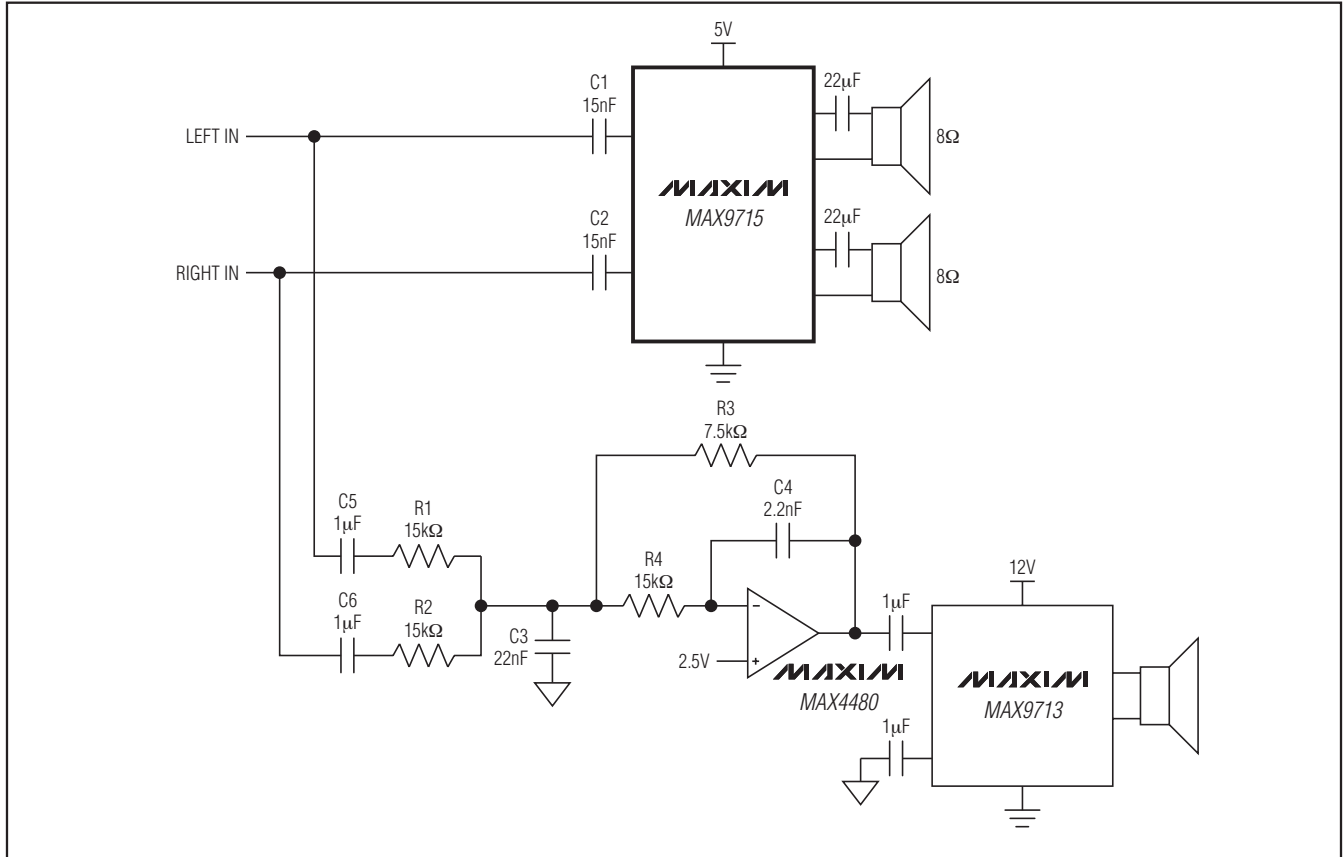 5V
C1
15nF
22μF
LEFT IN
8Ω
MAXIM
MAX9715
C2
15nF
22μF
RIGHT IN
8Ω
R3
7.5kΩ
C4
2.2nF
C5
1μF
R1
15kΩ
R4
15kΩ
12V
C6
1μF
R2
15kΩ
C3
22nF
1μF
−
2.5V
+
MAXIM
MAX4480
MAXIM
MAX9713
1μF